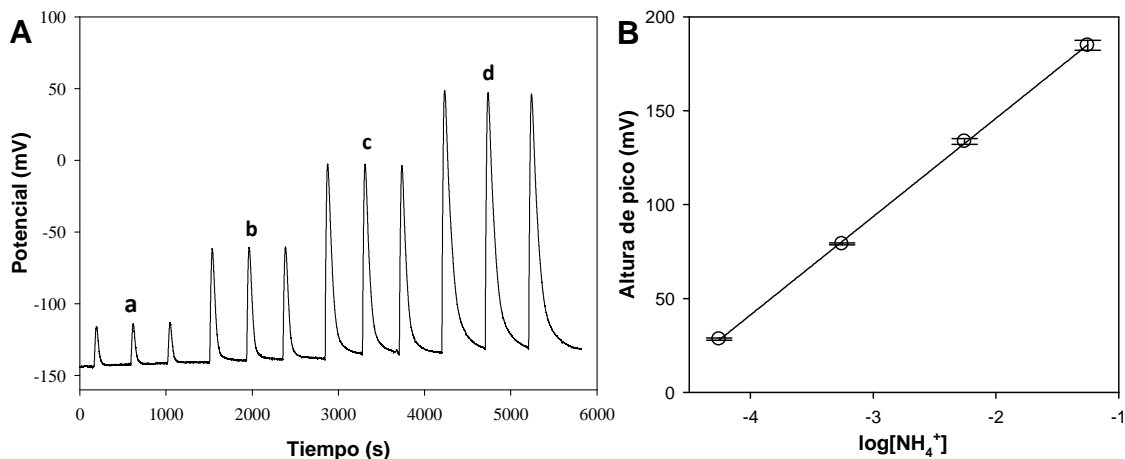 A
Potencial (mV)
100
50
0
-50
-100
-150
a
b
c
d
0
1000
2000
3000
4000
5000
6000
Tiempo (s)
B
Altura de pico (mV)
200
150
100
50
0
-4
-3
-2
-1
log[NH₄⁺]